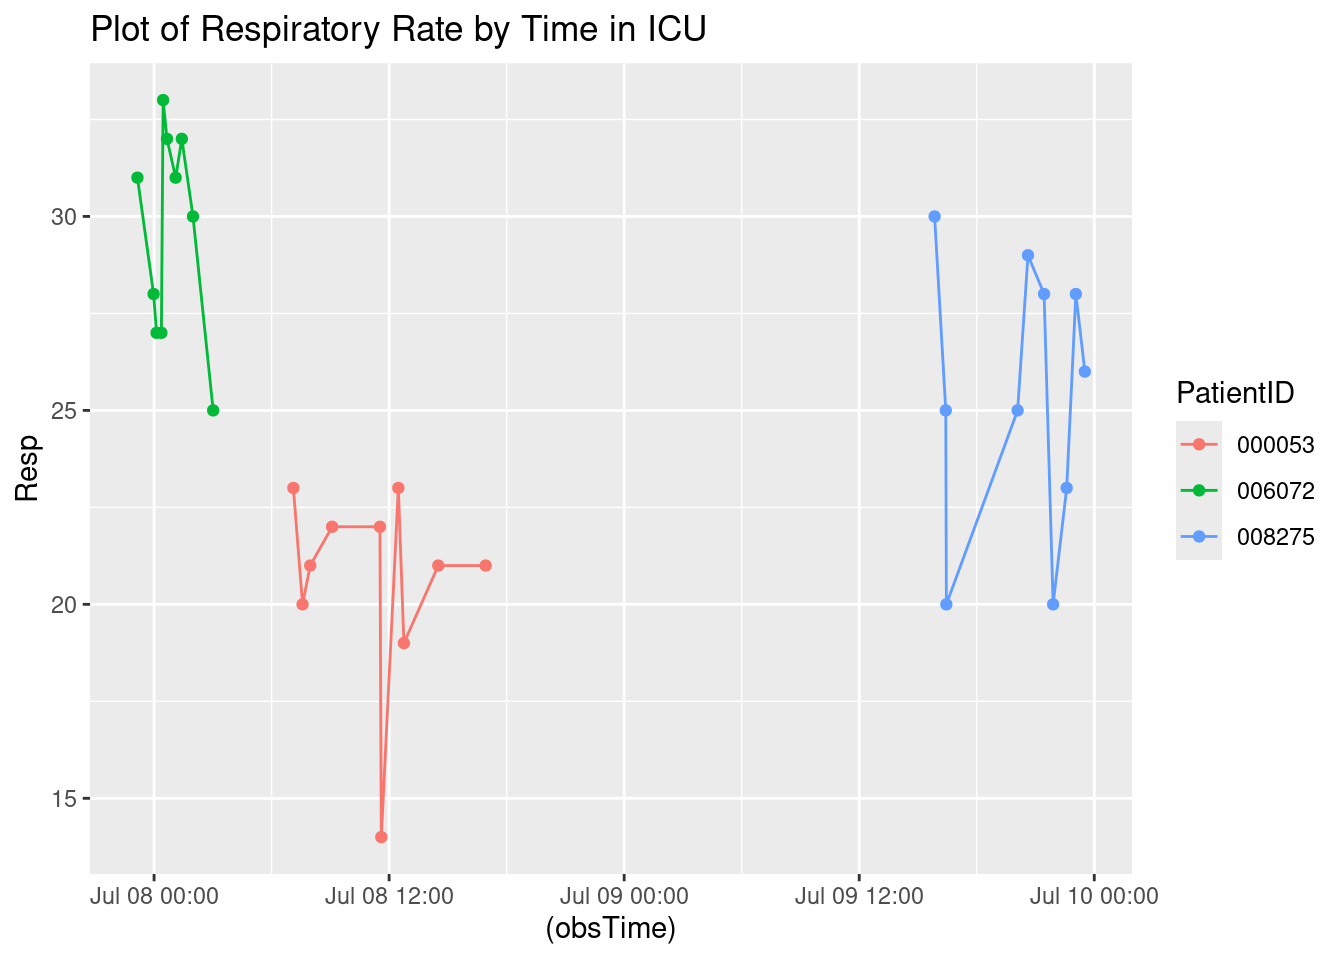 Plot of Respiratory Rate by Time in ICU
Resp
30
25
20
15
Jul 08 00:00 Jul 08 12:00 Jul 09 00:00 Jul 09 12:00 Jul 10 00:00
(obsTime)
PatientID
000053
006072
008275